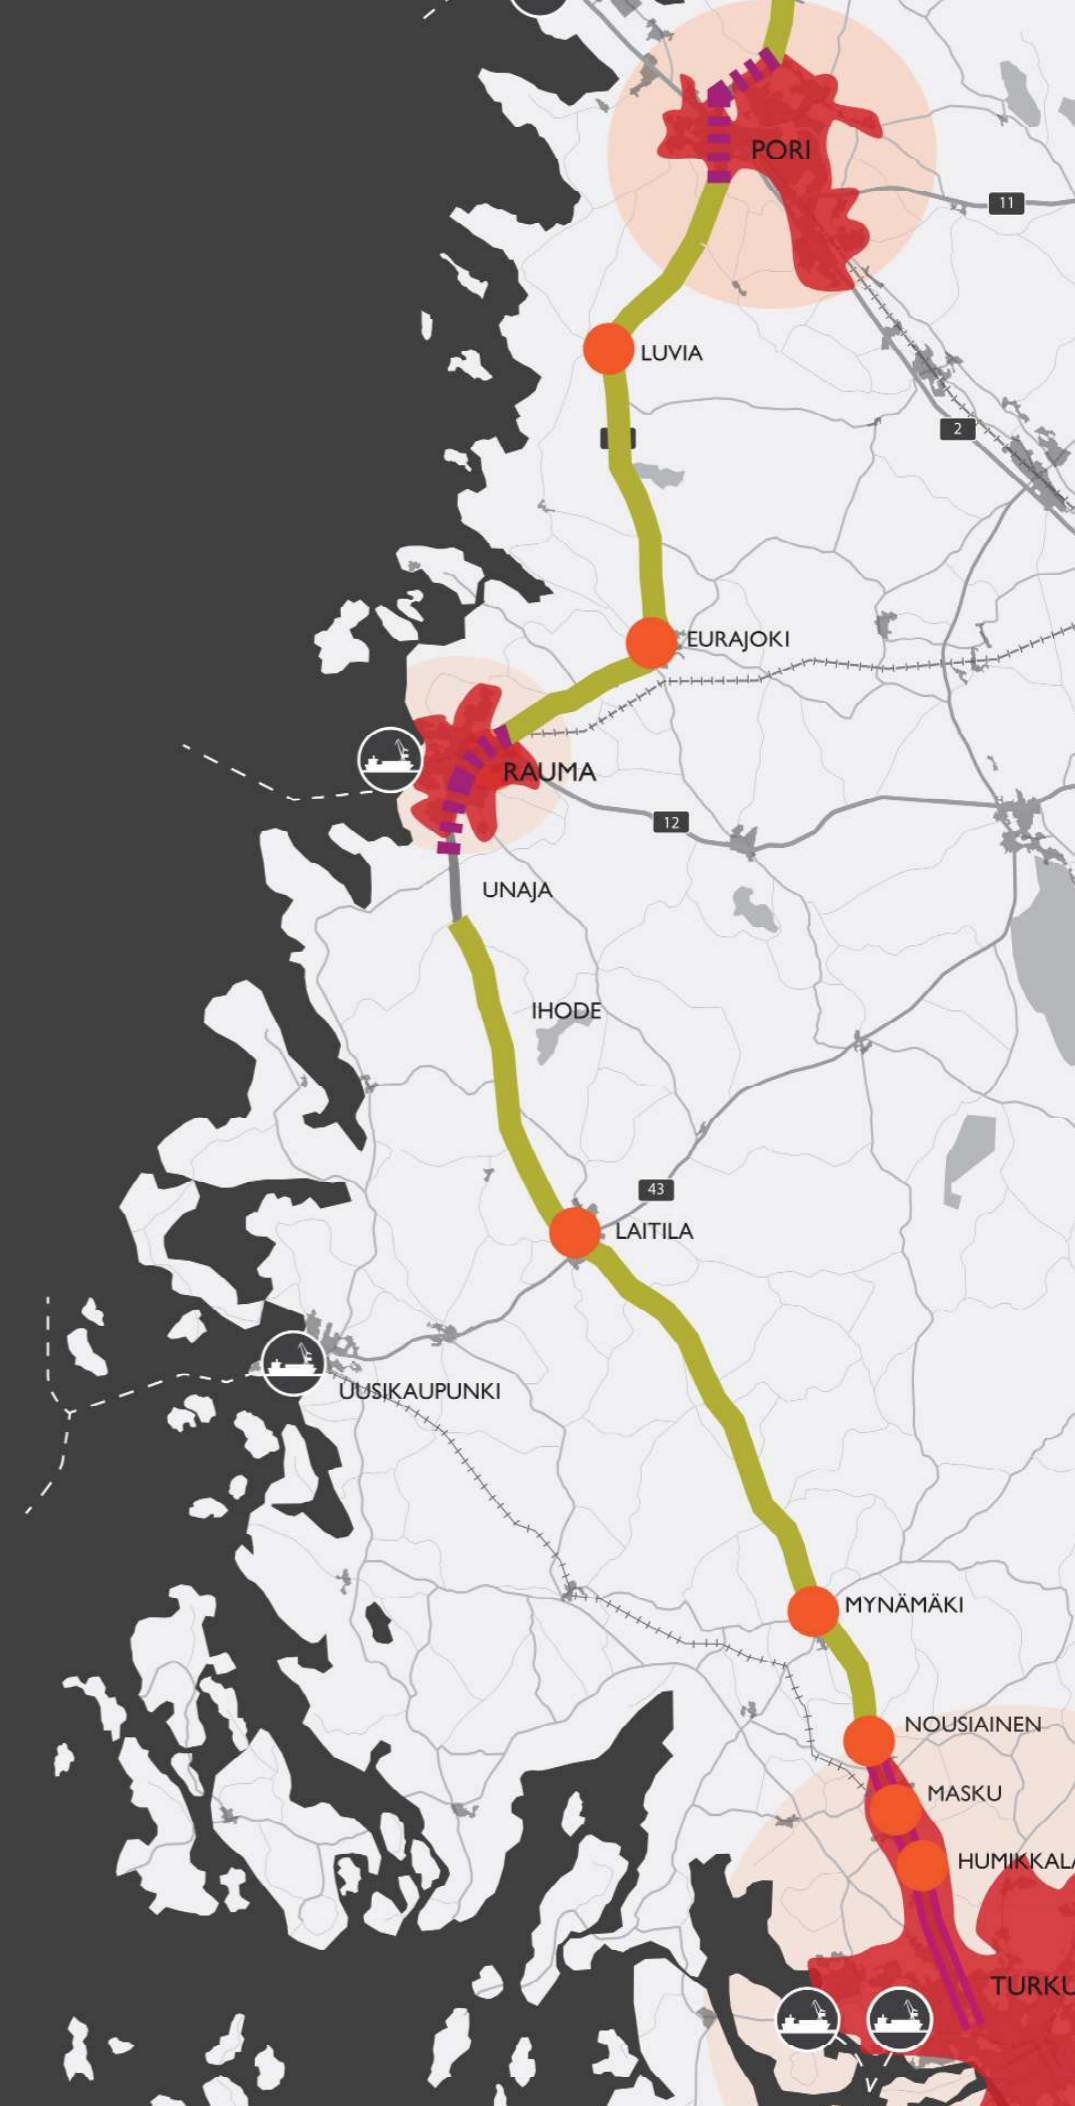 PORI
11
LUVIA
2
EURAJOKI
RAUMA
12
UNAJA
IHODE
43
LAITILA
UUSIKAUPUNKI
MYNÄMÄKI
NOUSIAINEN
MASKU
HUMIKKALA
TURKU
V